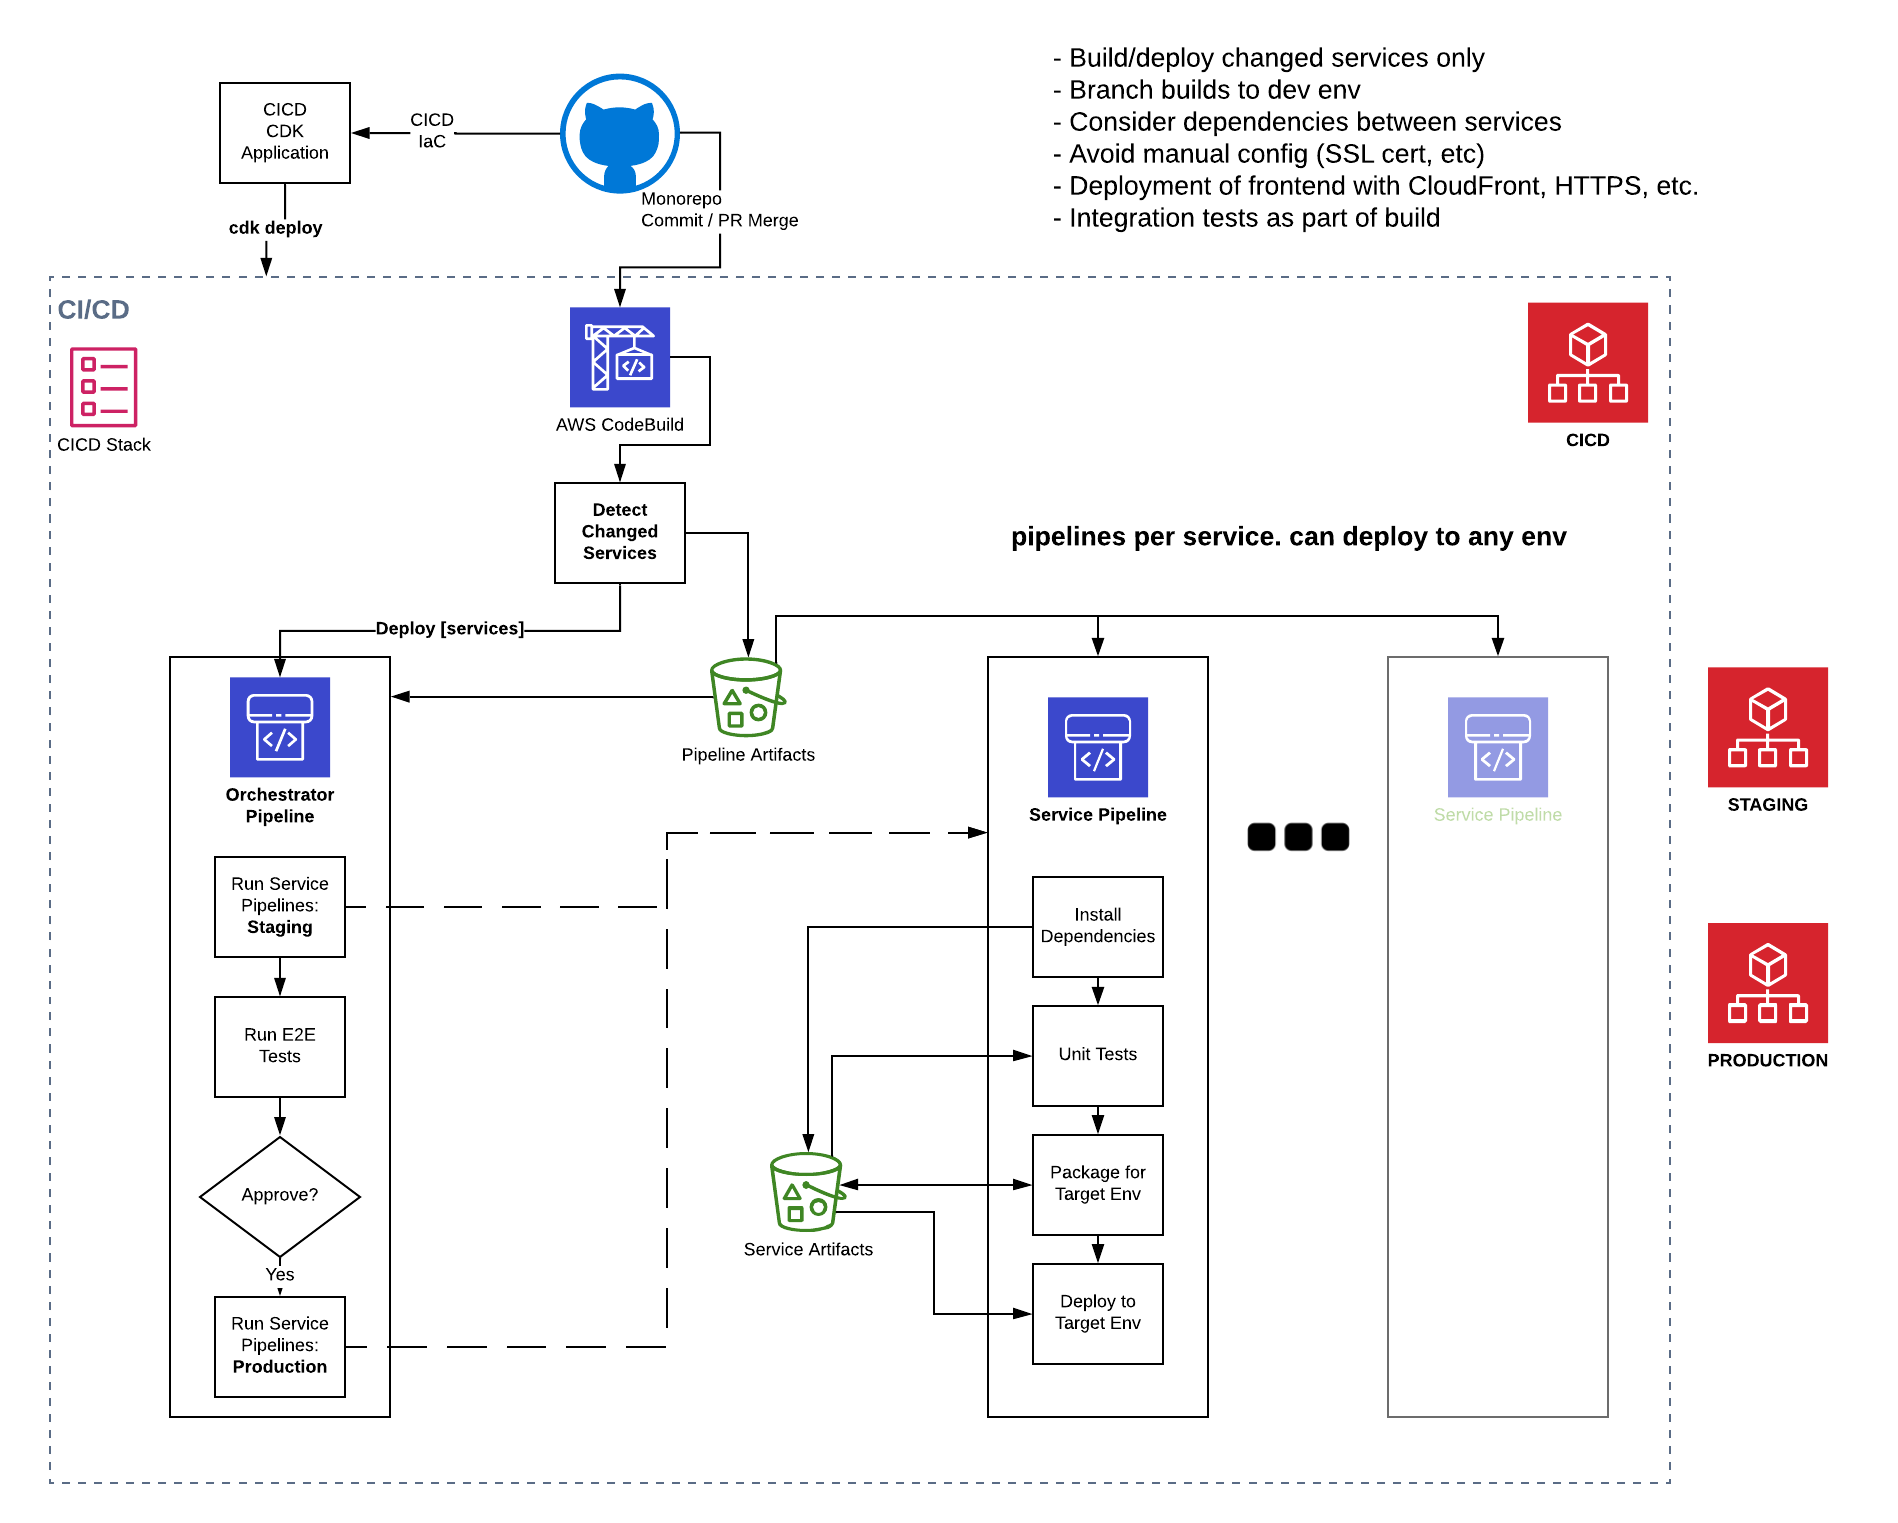 - Build/deploy changed services only
- Branch builds to dev env
- Consider dependencies between services
- Avoid manual config (SSL cert, etc)
- Deployment of frontend with CloudFront, HTTPS, etc.
- Integration tests as part of build
CICD
CDK
Application
CICD
IaC
Monorepo
Commit / PR Merge
cdk deploy
CI/CD
CICD Stack
AWS CodeBuild
CICD
Detect
Changed
Services
pipelines per service. can deploy to any env
Deploy [services]
Pipeline Artifacts
Orchestrator
Pipeline
Service Pipeline
Service Pipeline
STAGING
Run Service
Pipelines:
Staging
Install
Dependencies
Run E2E
Tests
Unit Tests
PRODUCTION
Approve?
Package for
Target Env
Service Artifacts
Yes
Run Service
Pipelines:
Production
Deploy to
Target Env